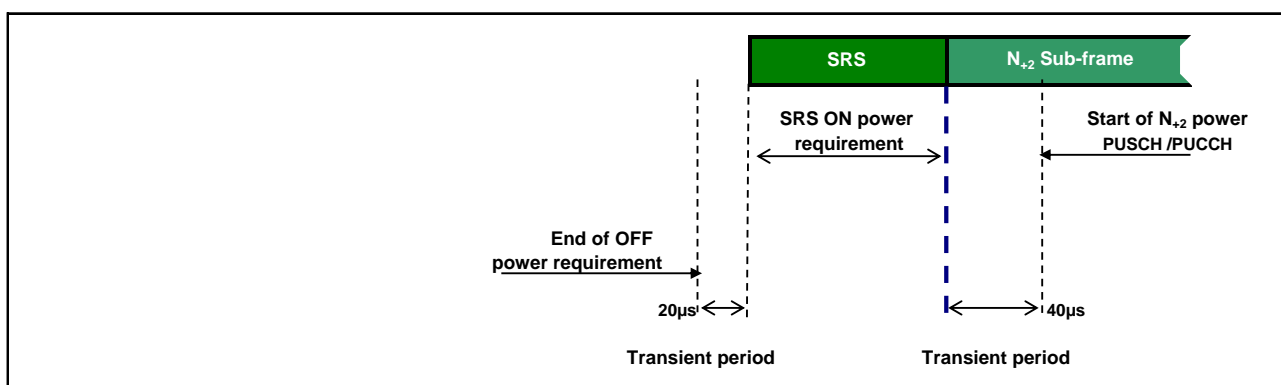 SRS
N+2 Sub-frame
SRS ON power
requirement
Start of N+2 power
PUSCH /PUCCH
End of OFF
power requirement
20µs
40µs
Transient period
Transient period